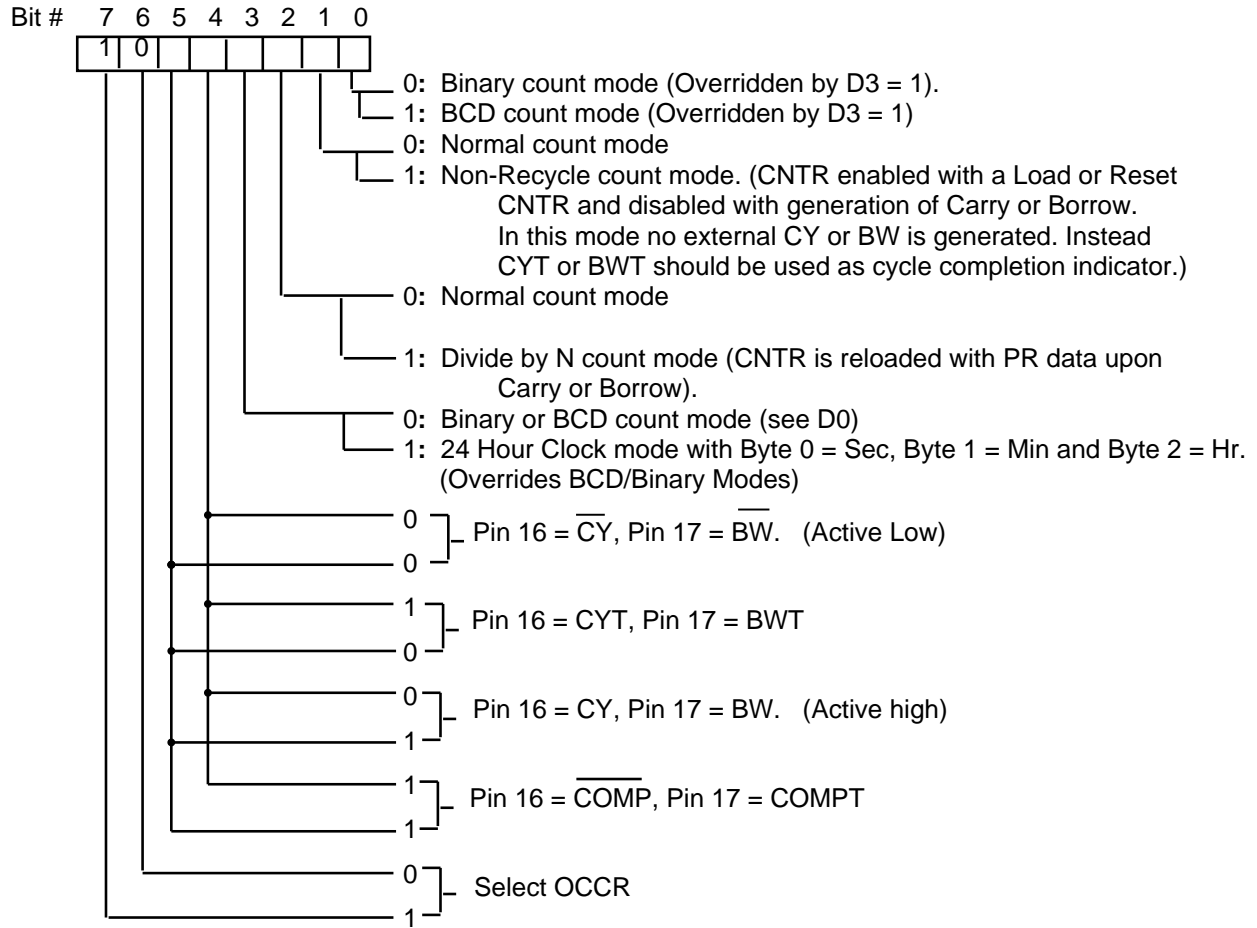 Bit # 7 6 5 4 3 2 1 0
1 0
0: Binary count mode (Overridden by D3 = 1).
1: BCD count mode (Overridden by D3 = 1)
0: Normal count mode
1: Non-Recycle count mode. (CNTR enabled with a Load or Reset
CNTR and disabled with generation of Carry or Borrow.
In this mode no external CY or BW is generated. Instead
CYT or BWT should be used as cycle completion indicator.)
0: Normal count mode
1: Divide by N count mode (CNTR is reloaded with PR data upon
Carry or Borrow).
0: Binary or BCD count mode (see D0)
1: 24 Hour Clock mode with Byte 0 = Sec, Byte 1 = Min and Byte 2 = Hr.
(Overrides BCD/Binary Modes)
0
Pin 16 = C̅Y̅, Pin 17 = B̅W̅. (Active Low)
0
1
Pin 16 = CYT, Pin 17 = BWT
0
0
Pin 16 = CY, Pin 17 = BW. (Active high)
1
1
Pin 16 = C̅O̅M̅P̅, Pin 17 = COMPT
1
0
Select OCCR
1